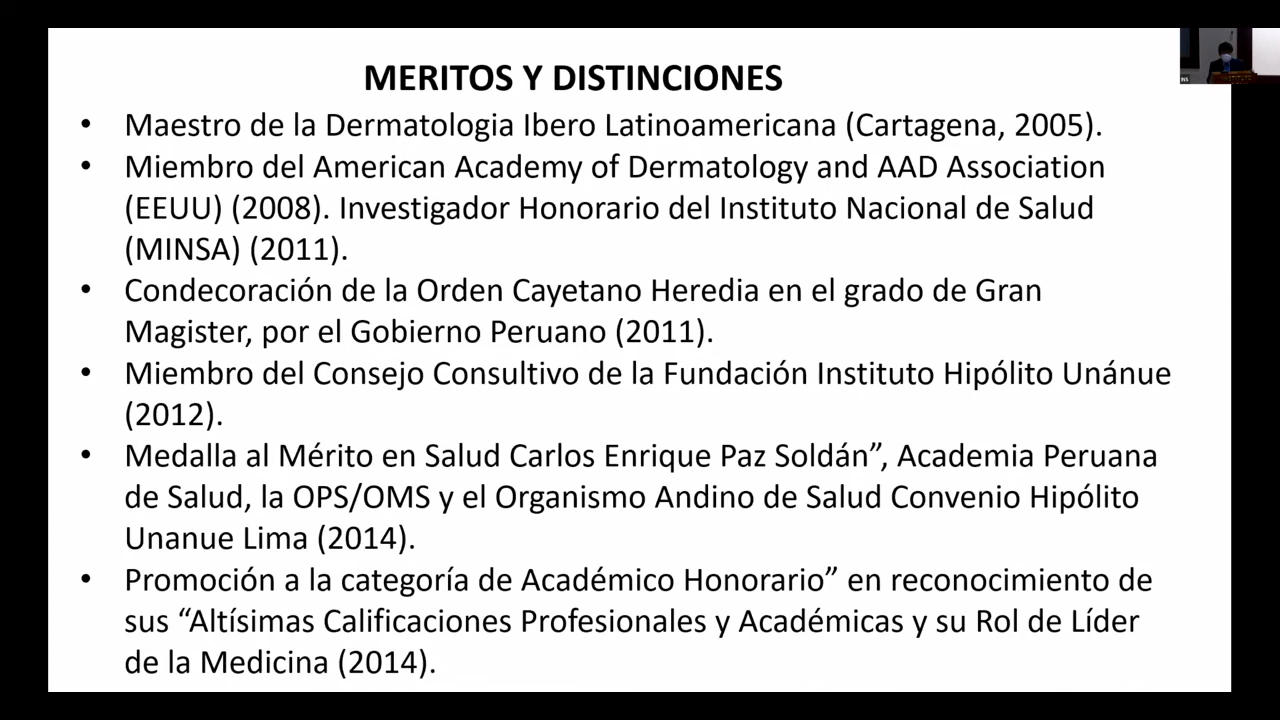 MERITOS Y DISTINCIONES
• Maestro de la Dermatologia Ibero Latinoamericana (Cartagena, 2005).
• Miembro del American Academy of Dermatology and AAD Association
(EEUU) (2008). Investigador Honorario del Instituto Nacional de Salud
(MINSA) (2011).
• Condecoración de la Orden Cayetano Heredia en el grado de Gran
Magister, por el Gobierno Peruano (2011).
• Miembro del Consejo Consultivo de la Fundación Instituto Hipólito Unánue
(2012).
• Medalla al Mérito en Salud Carlos Enrique Paz Soldán”, Academia Peruana
de Salud, la OPS/OMS y el Organismo Andino de Salud Convenio Hipólito
Unanue Lima (2014).
• Promoción a la categoría de Académico Honorario” en reconocimiento de
sus “Altísimas Calificaciones Profesionales y Académicas y su Rol de Líder
de la Medicina (2014).